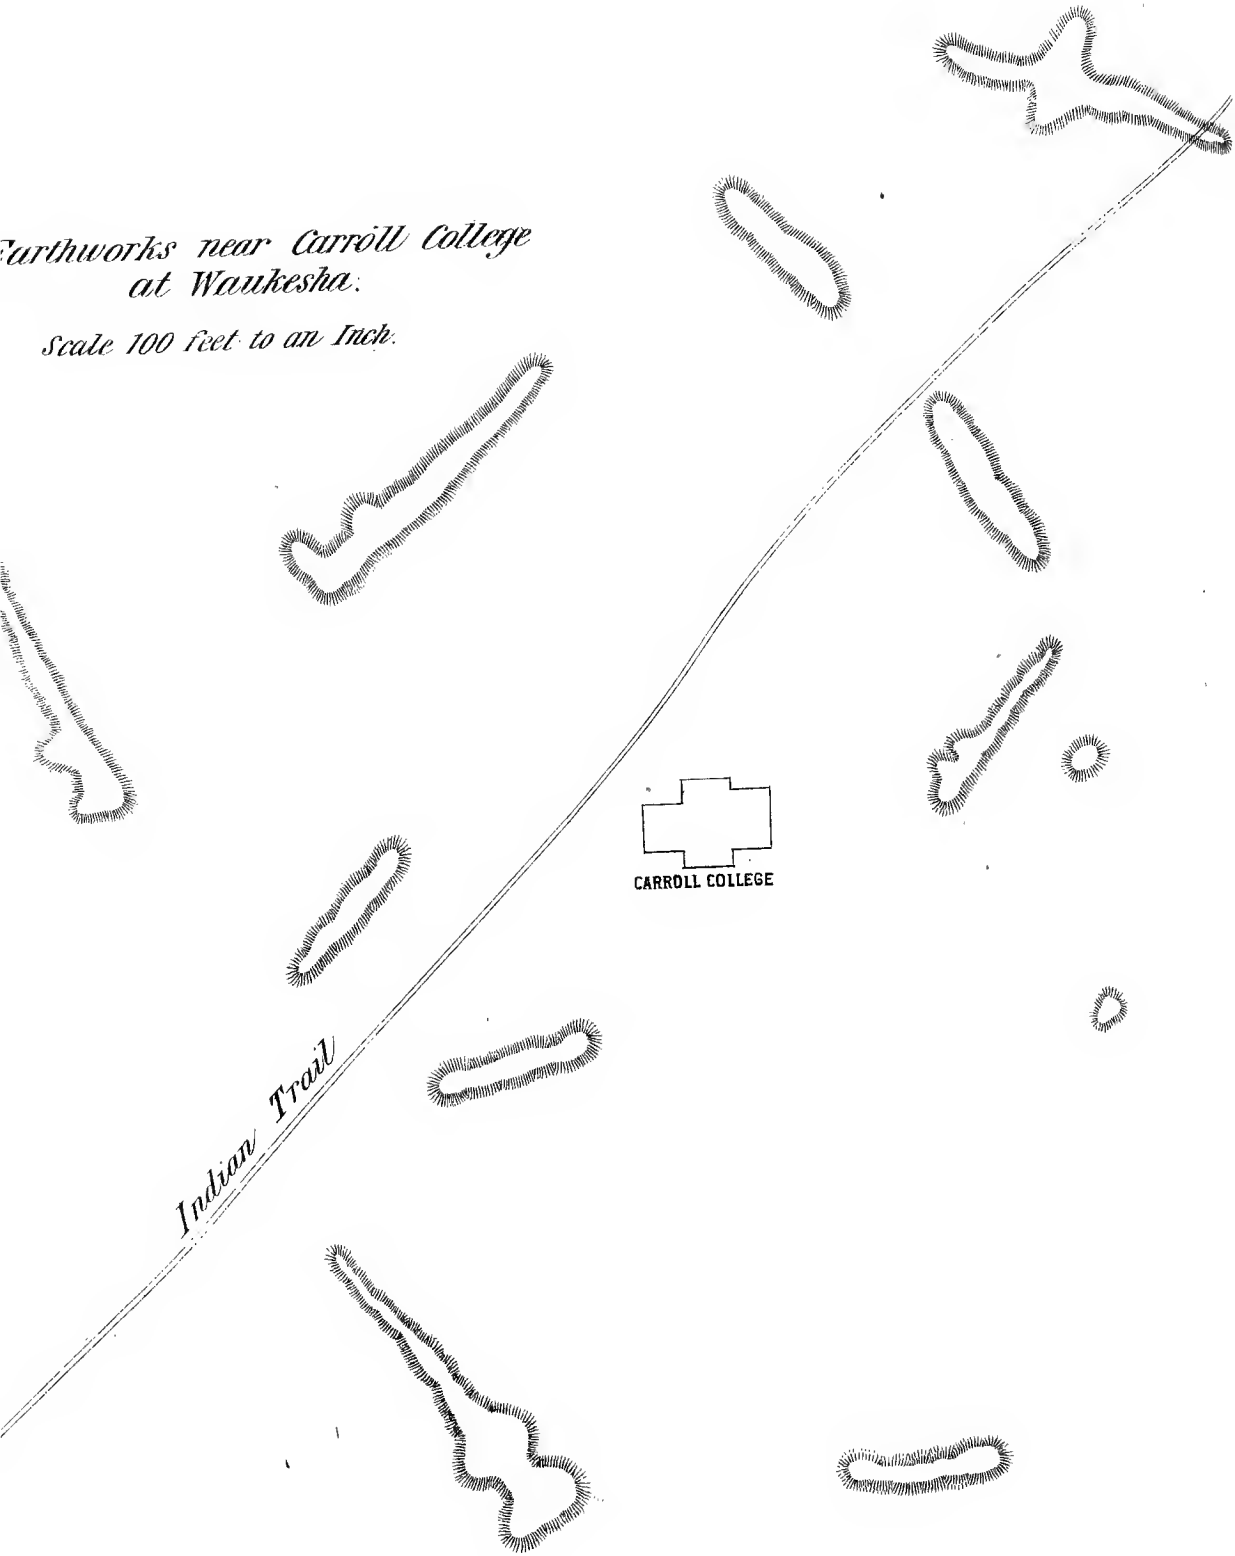 Earthworks near Carroll College
at Waukesha.
Scale 100 feet to an Inch.
CARROLL COLLEGE
Indian Trail